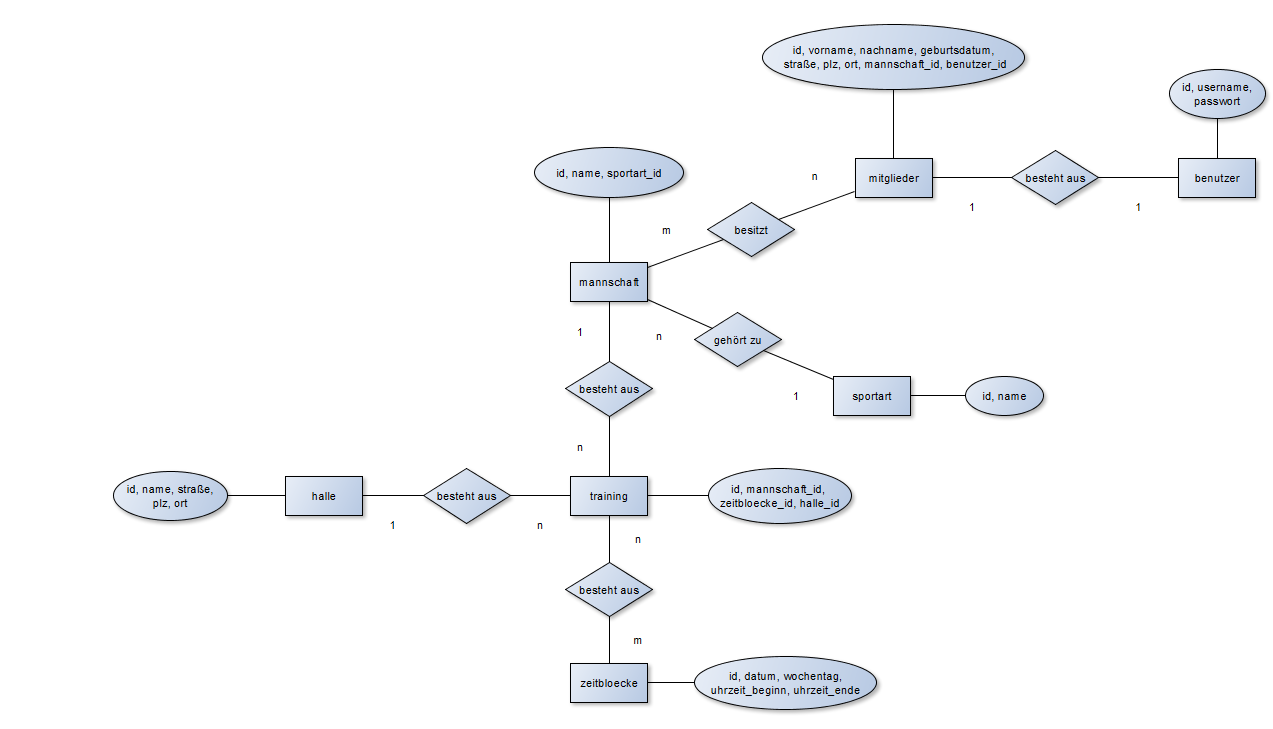 id, vorname, nachname, geburtsdatum,
straße, plz, ort, mannschaft_id, benutzer_id
id, username,
passwort
id, name, sportart_id
n
mitglieder
besteht aus
benutzer
1
1
m
besitzt
mannschaft
1
n
gehört zu
besteht aus
1
sportart
id, name
n
id, name, straße,
plz, ort
halle
besteht aus
training
id, mannschaft_id,
zeitbloecke_id, halle_id
1
n
n
besteht aus
m
zeitbloecke
id, datum, wochentag,
uhrzeit_beginn, uhrzeit_ende